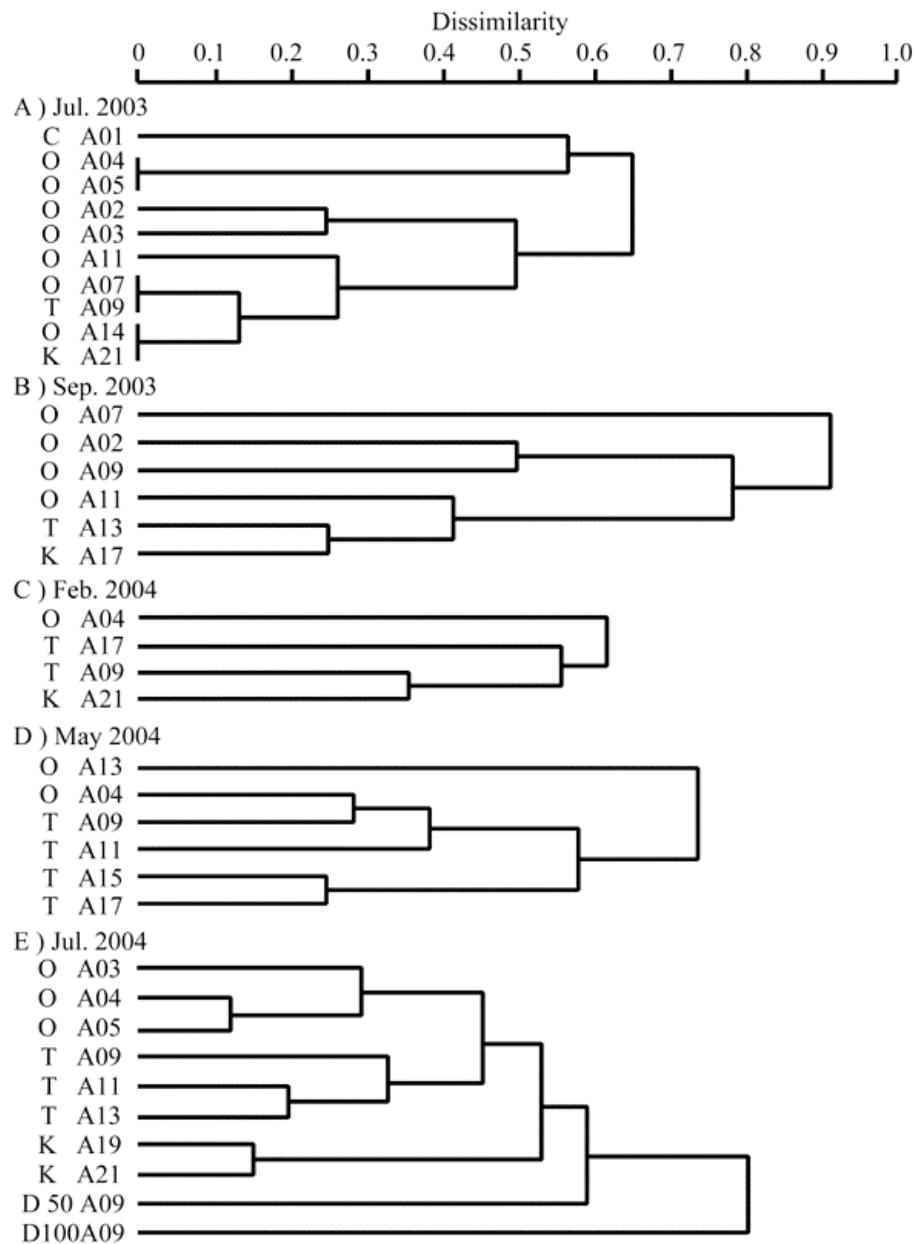 Dissimilarity
0 0.1 0.2 0.3 0.4 0.5 0.6 0.7 0.8 0.9 1.0
A ) Jul. 2003
C A01
O A04
O A05
O A02
O A03
O A11
O A07
T A09
O A14
K A21
B ) Sep. 2003
O A07
O A02
O A09
O A11
T A13
K A17
C ) Feb. 2004
O A04
T A17
T A09
K A21
D ) May 2004
O A13
O A04
T A09
T A11
T A15
T A17
E ) Jul. 2004
O A03
O A04
O A05
T A09
T A11
T A13
K A19
K A21
D 50 A09
D100A09